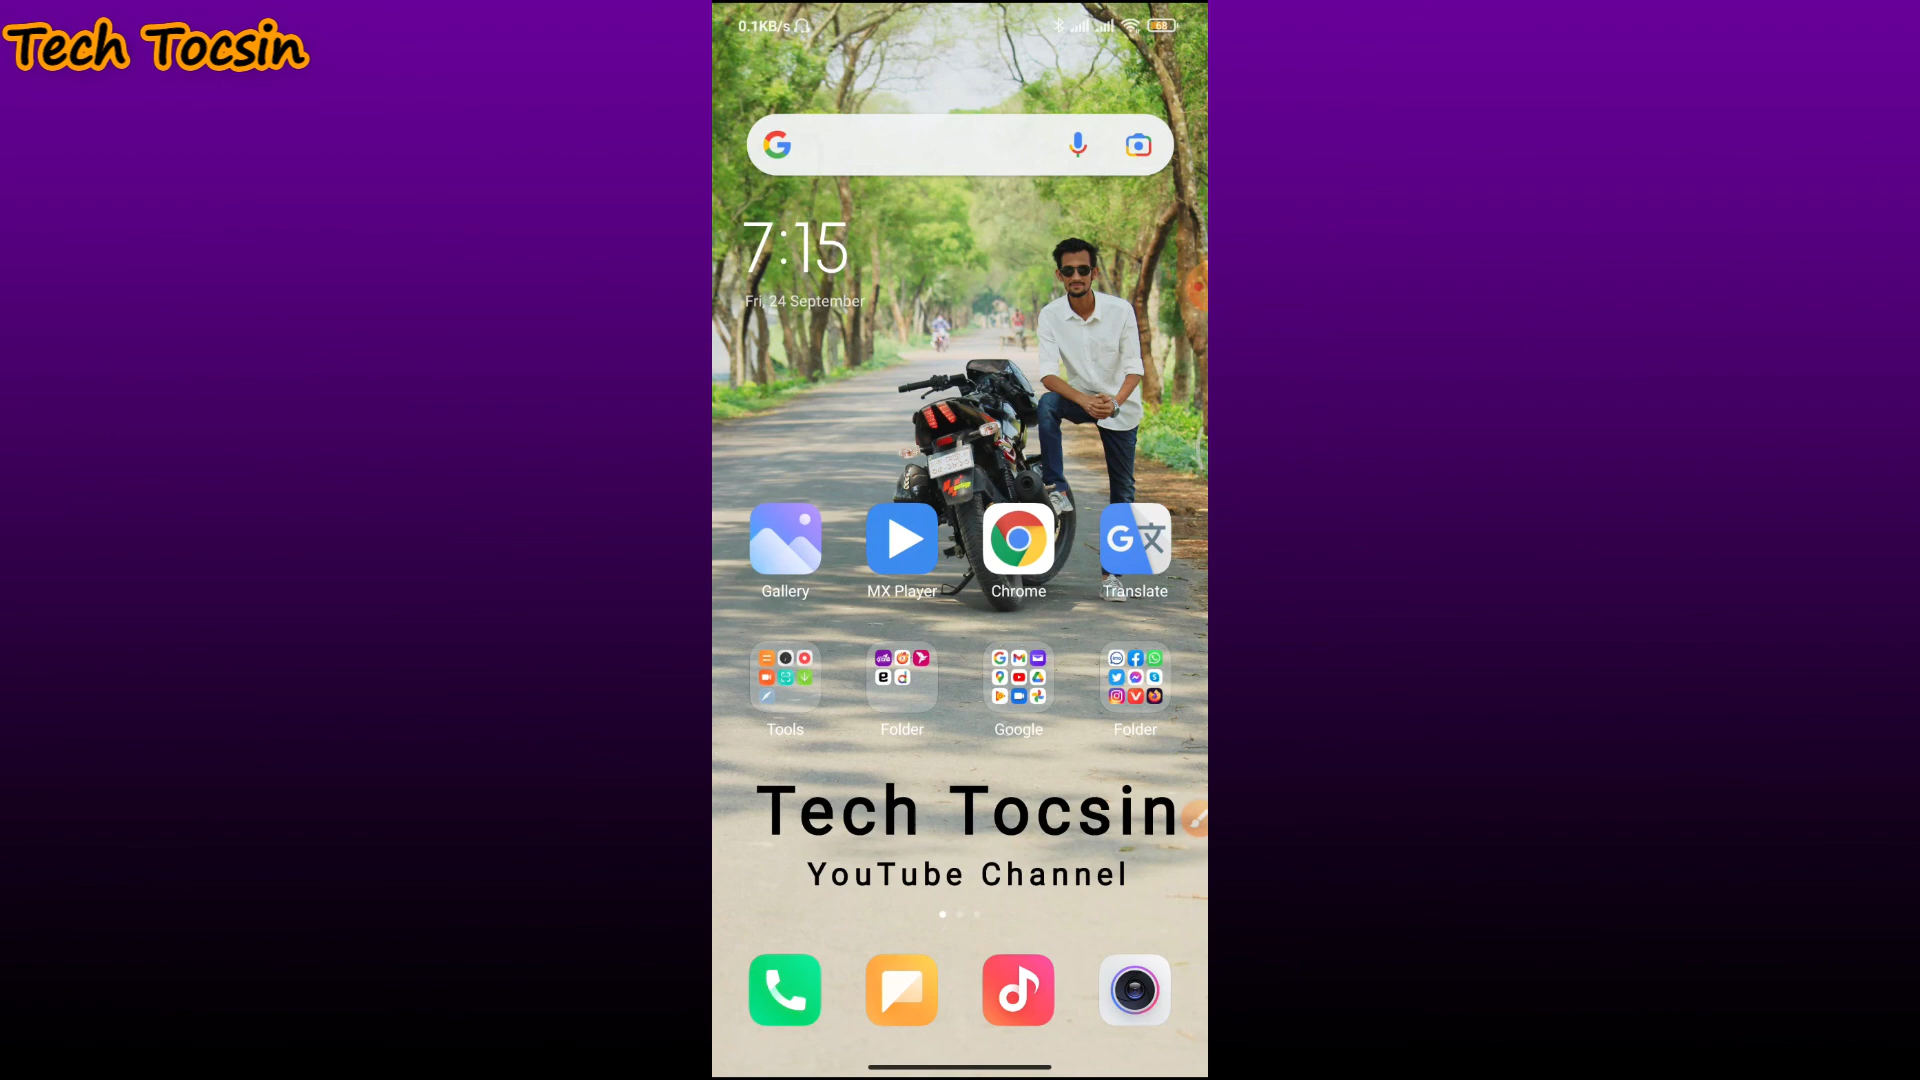 Tech Tocsin
0.1KB/s
68
7:15
Fri, 24 September
Gallery
MX Player
Chrome
Translate
Tools
Folder
Google
Folder
Tech Tocsin
YouTube Channel